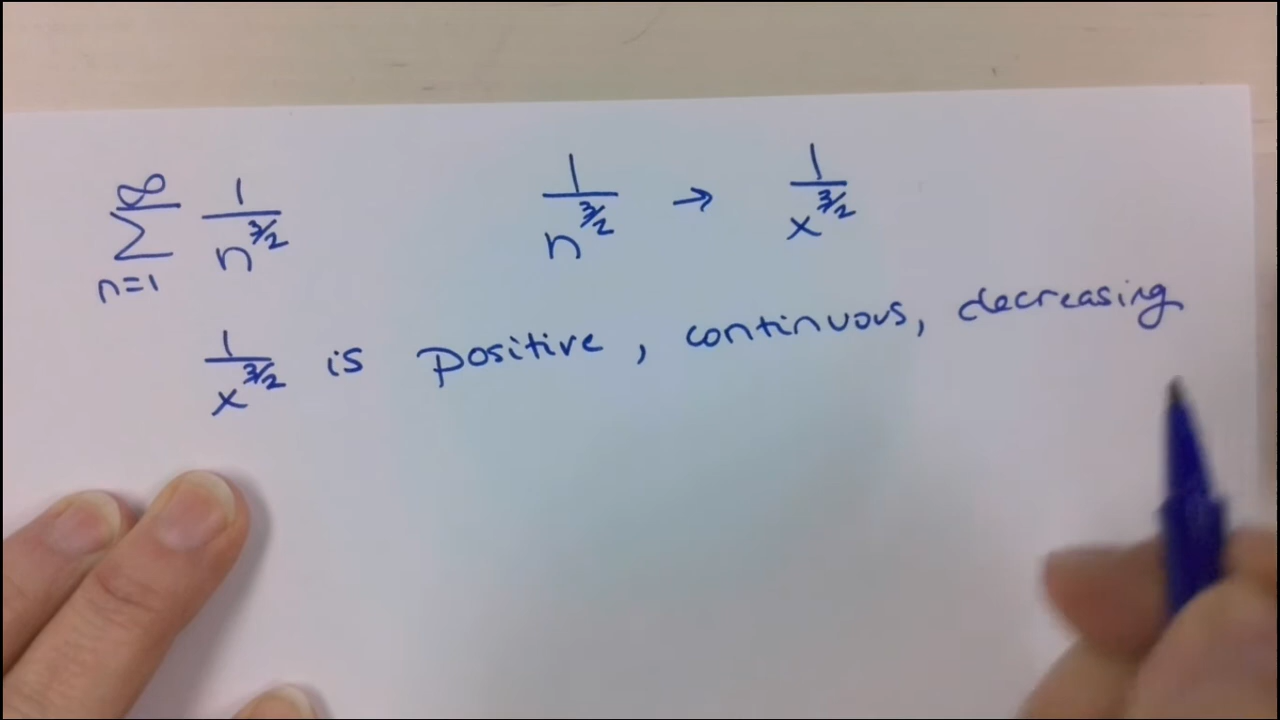 ∞
∑ 1/n^{3/2}    1/n^{3/2} → 1/x^{3/2}
n=1
1/x^{3/2} is positive, continuous, decreasing